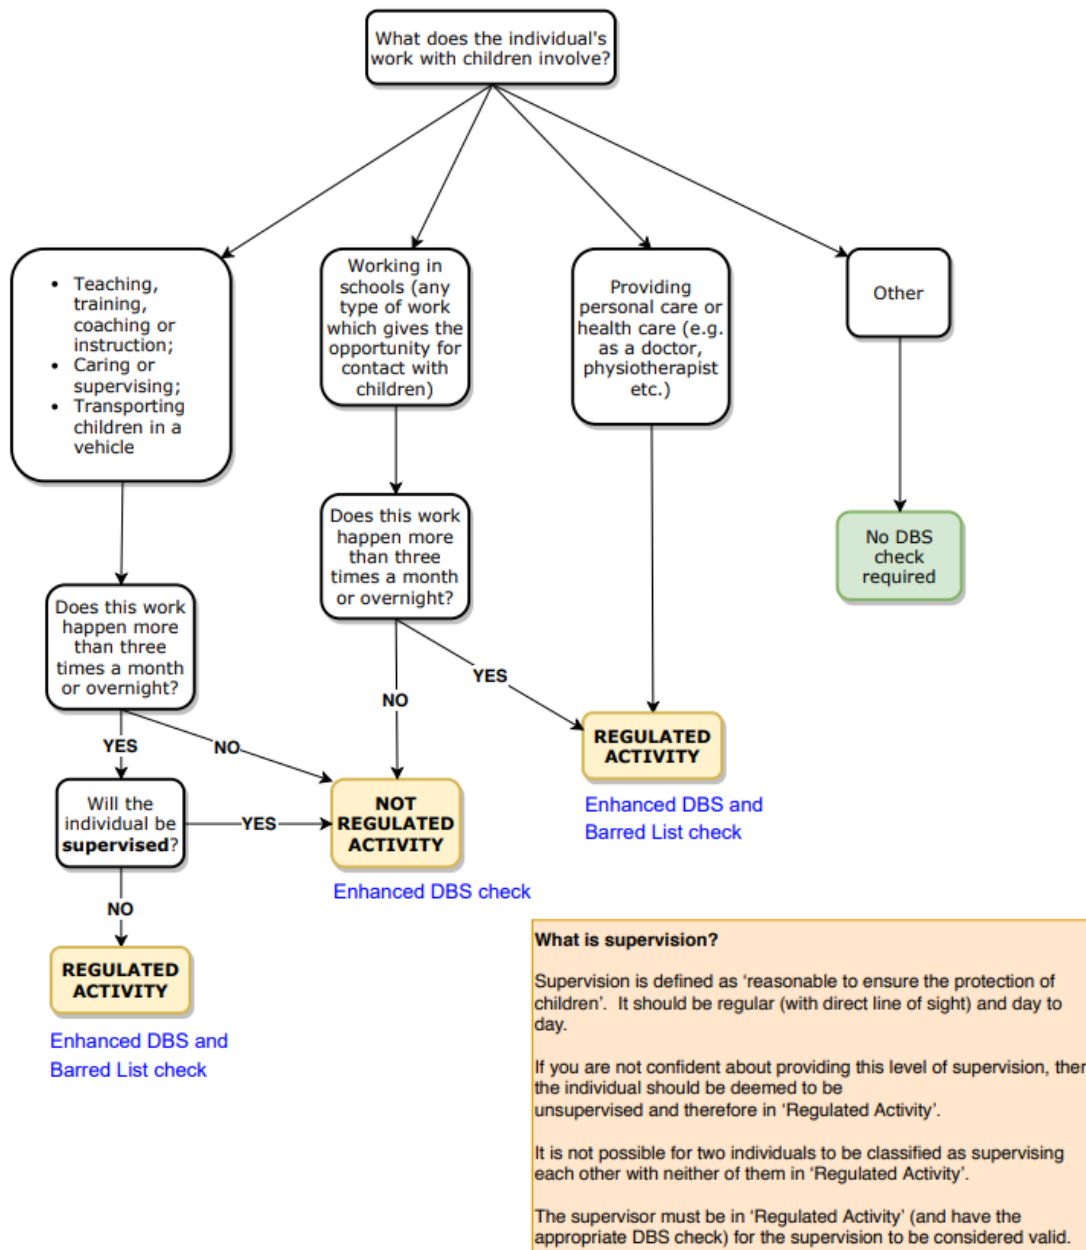 What does the individual's
work with children involve?
• Teaching,
training,
coaching or
instruction;
• Caring or
supervising;
• Transporting
children in a
vehicle
Working in
schools (any
type of work
which gives the
opportunity for
contact with
children)
Providing
personal care or
health care (e.g.
as a doctor,
physiotherapist
etc.)
Other
Does this work
happen more
than three
times a month
or overnight?
No DBS
check
required
Does this work
happen more
than three
times a month
or overnight?
YES
NO
YES
NO
REGULATED
ACTIVITY
Enhanced DBS and
Barred List check
Will the
individual be
supervised?
YES
NOT
REGULATED
ACTIVITY
Enhanced DBS check
NO
REGULATED
ACTIVITY
Enhanced DBS and
Barred List check
What is supervision?
Supervision is defined as ‘reasonable to ensure the protection of
children’. It should be regular (with direct line of sight) and day to
day.
If you are not confident about providing this level of supervision, then
the individual should be deemed to be
unsupervised and therefore in ‘Regulated Activity’.
It is not possible for two individuals to be classified as supervising
each other with neither of them in ‘Regulated Activity’.
The supervisor must be in ‘Regulated Activity’ (and have the
appropriate DBS check) for the supervision to be considered valid.